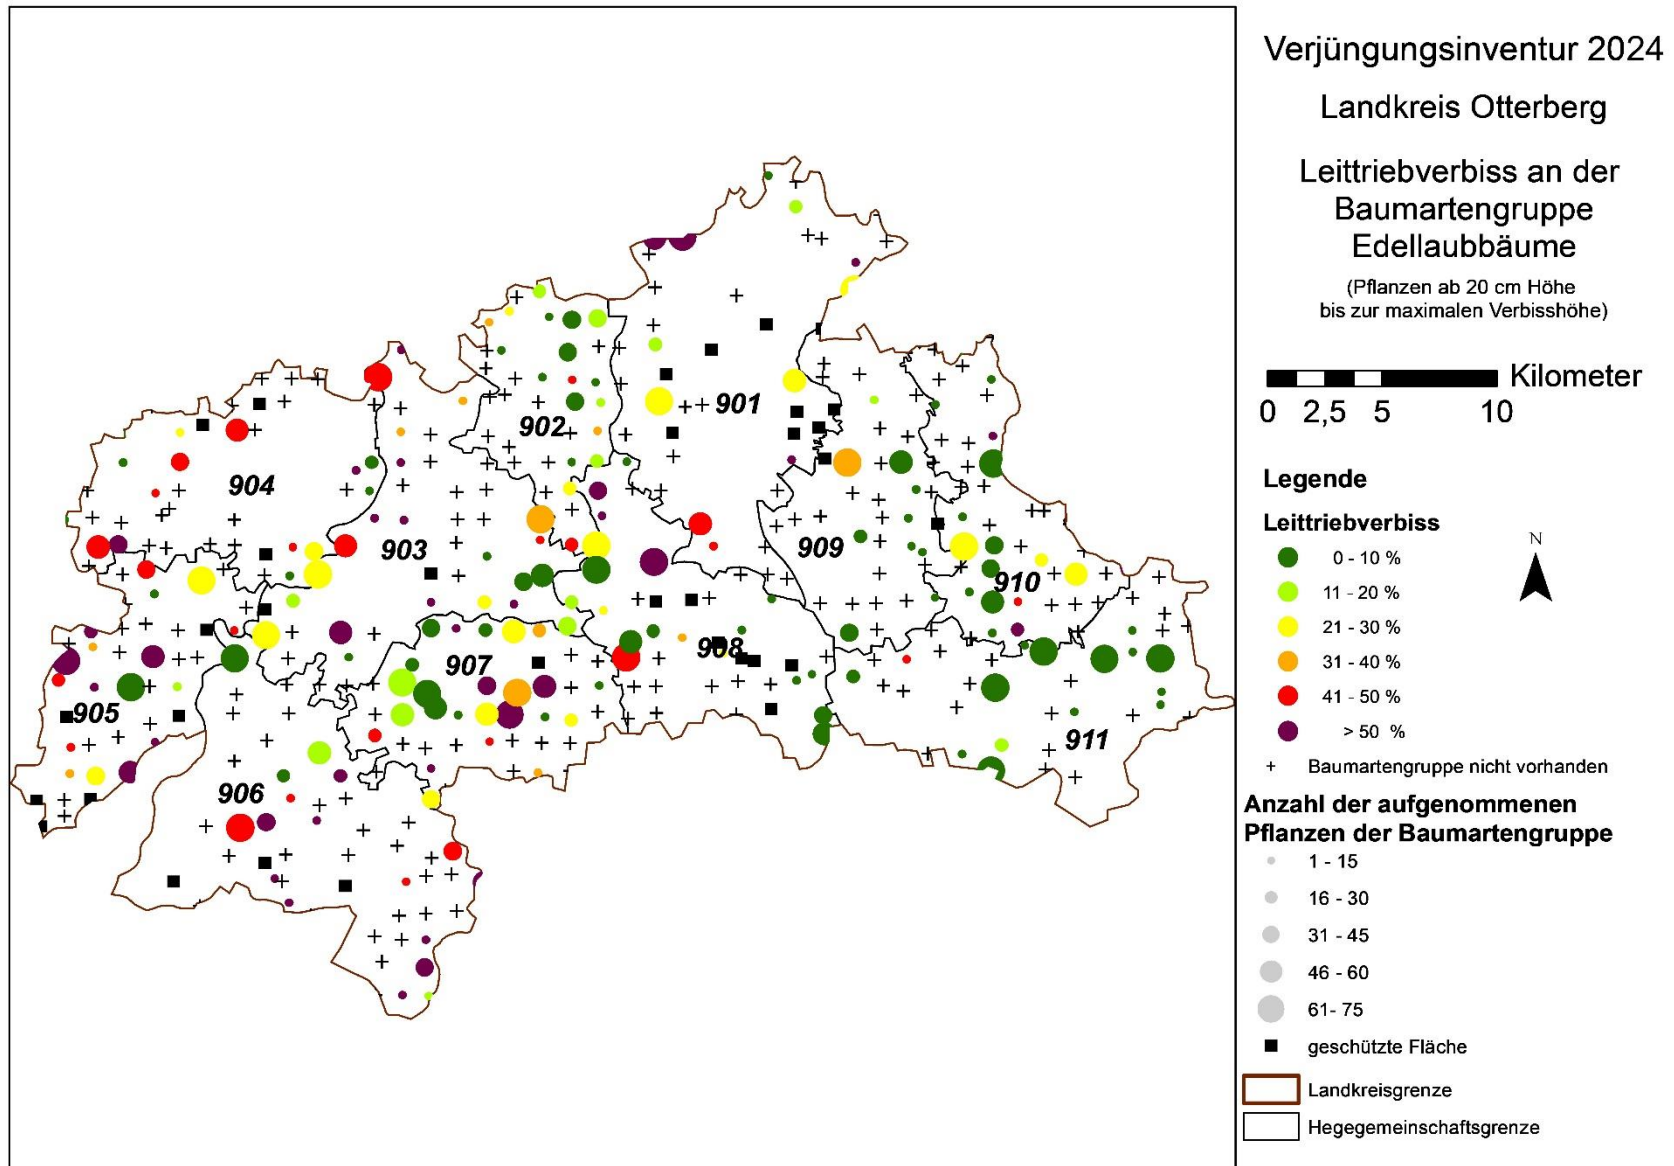 Verjüngungsinventur 2024
Landkreis Otterberg
Leittriebverbiss an der
Baumartengruppe
Edellaubbäume
(Pflanzen ab 20 cm Höhe
bis zur maximalen Verbisshöhe)
Kilometer
0 2,5 5 10
Legende
Leittriebverbiss
0 - 10 %
11 - 20 %
21 - 30 %
31 - 40 %
41 - 50 %
> 50 %
Baumartengruppe nicht vorhanden
Anzahl der aufgenommenen
Pflanzen der Baumartengruppe
1 - 15
16 - 30
31 - 45
46 - 60
61- 75
geschützte Fläche
Landkreisgrenze
Hegegemeinschaftsgrenze
N
901
902
904
903
909
910
907
908
905
911
906